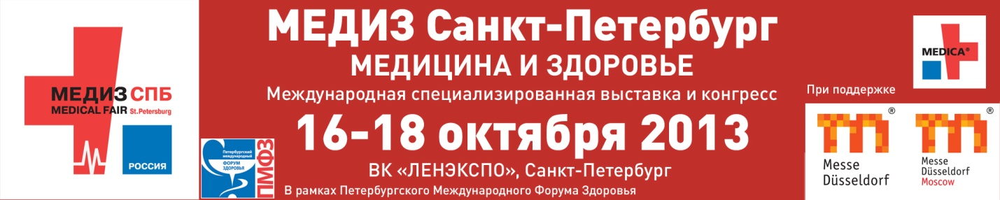 МЕДИЗ СПБ
MEDICAL FAIR St. Petersburg
РОССИЯ
МЕДИЗ Санкт-Петербург
МЕДИЦИНА И ЗДОРОВЬЕ
Международная специализированная выставка и конгресс
16-18 октября 2013
ВК «ЛЕНЭКСПО», Санкт-Петербург
В рамках Петербургского Международного Форума Здоровья
Петербургский
международный
ФОРУМ
ЗДОРОВЬЯ
ПМФЗ
MEDICA®
При поддержке
®
Messe
Düsseldorf
®
Messe
Düsseldorf
Moscow